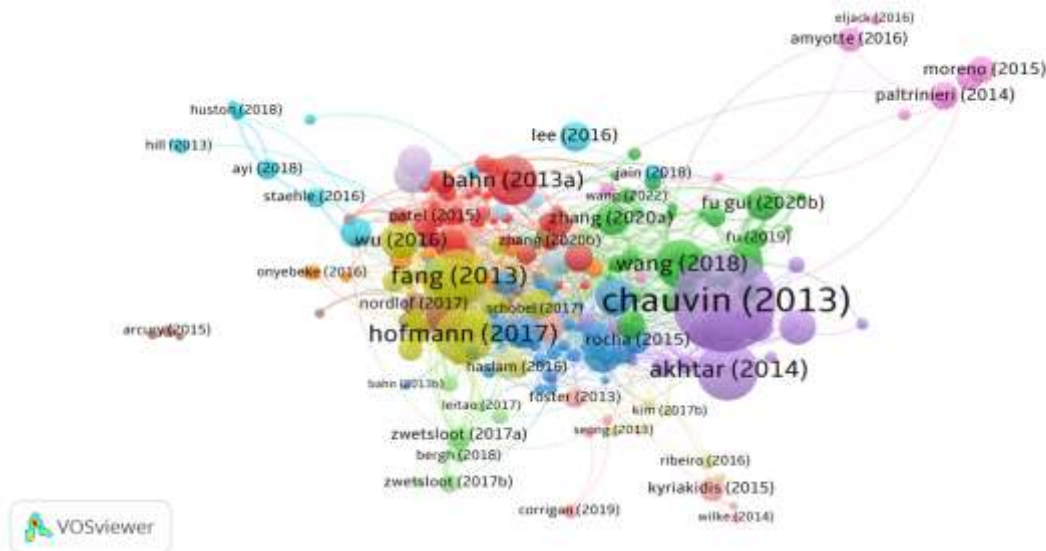 eljack (2016)
amyotte (2016)
moreno (2015)
paltrinieri (2014)
huston (2018)
lee (2016)
hill (2013)
ayi (2018)
jain (2018)
bahn (2013a)
staehle (2016)
wang (2022)
fu gui (2020b)
patel (2015)
zhang (2020a)
wu (2016)
zhang (2020b)
fu (2019)
onyebeke (2016)
fang (2013)
wang (2018)
chauvin (2013)
nordlof (2017)
schobel (2017)
arcury (2015)
hofmann (2017)
rocha (2015)
haslam (2016)
akhtar (2014)
bahn (2013b)
foster (2013)
leitao (2017)
kim (2017b)
zwetsloot (2017a)
seong (2013)
bergh (2018)
ribeiro (2016)
zwetsloot (2017b)
kyriakidis (2015)
corrigan (2019)
wilke (2014)
VOSviewer